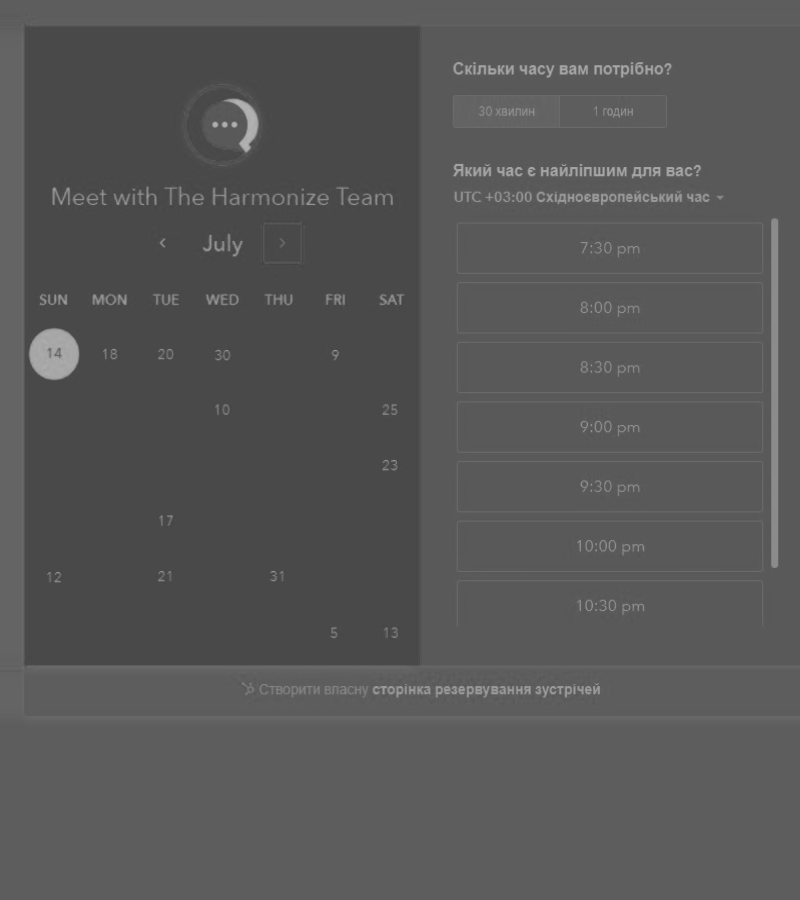 Meet with The Harmonize Team
July
SUN MON TUE WED THU FRI SAT
14 18 20 30 9
10 25
23
17
12 21 31
5 13
Скільки часу вам потрібно?
30 хвилин 1 годин
Який час є найліпшим для вас?
UTC +03:00 Східноєвропейський час
7:30 pm
8:00 pm
8:30 pm
9:00 pm
9:30 pm
10:00 pm
10:30 pm
Створити власну сторінка резервування зустрічей